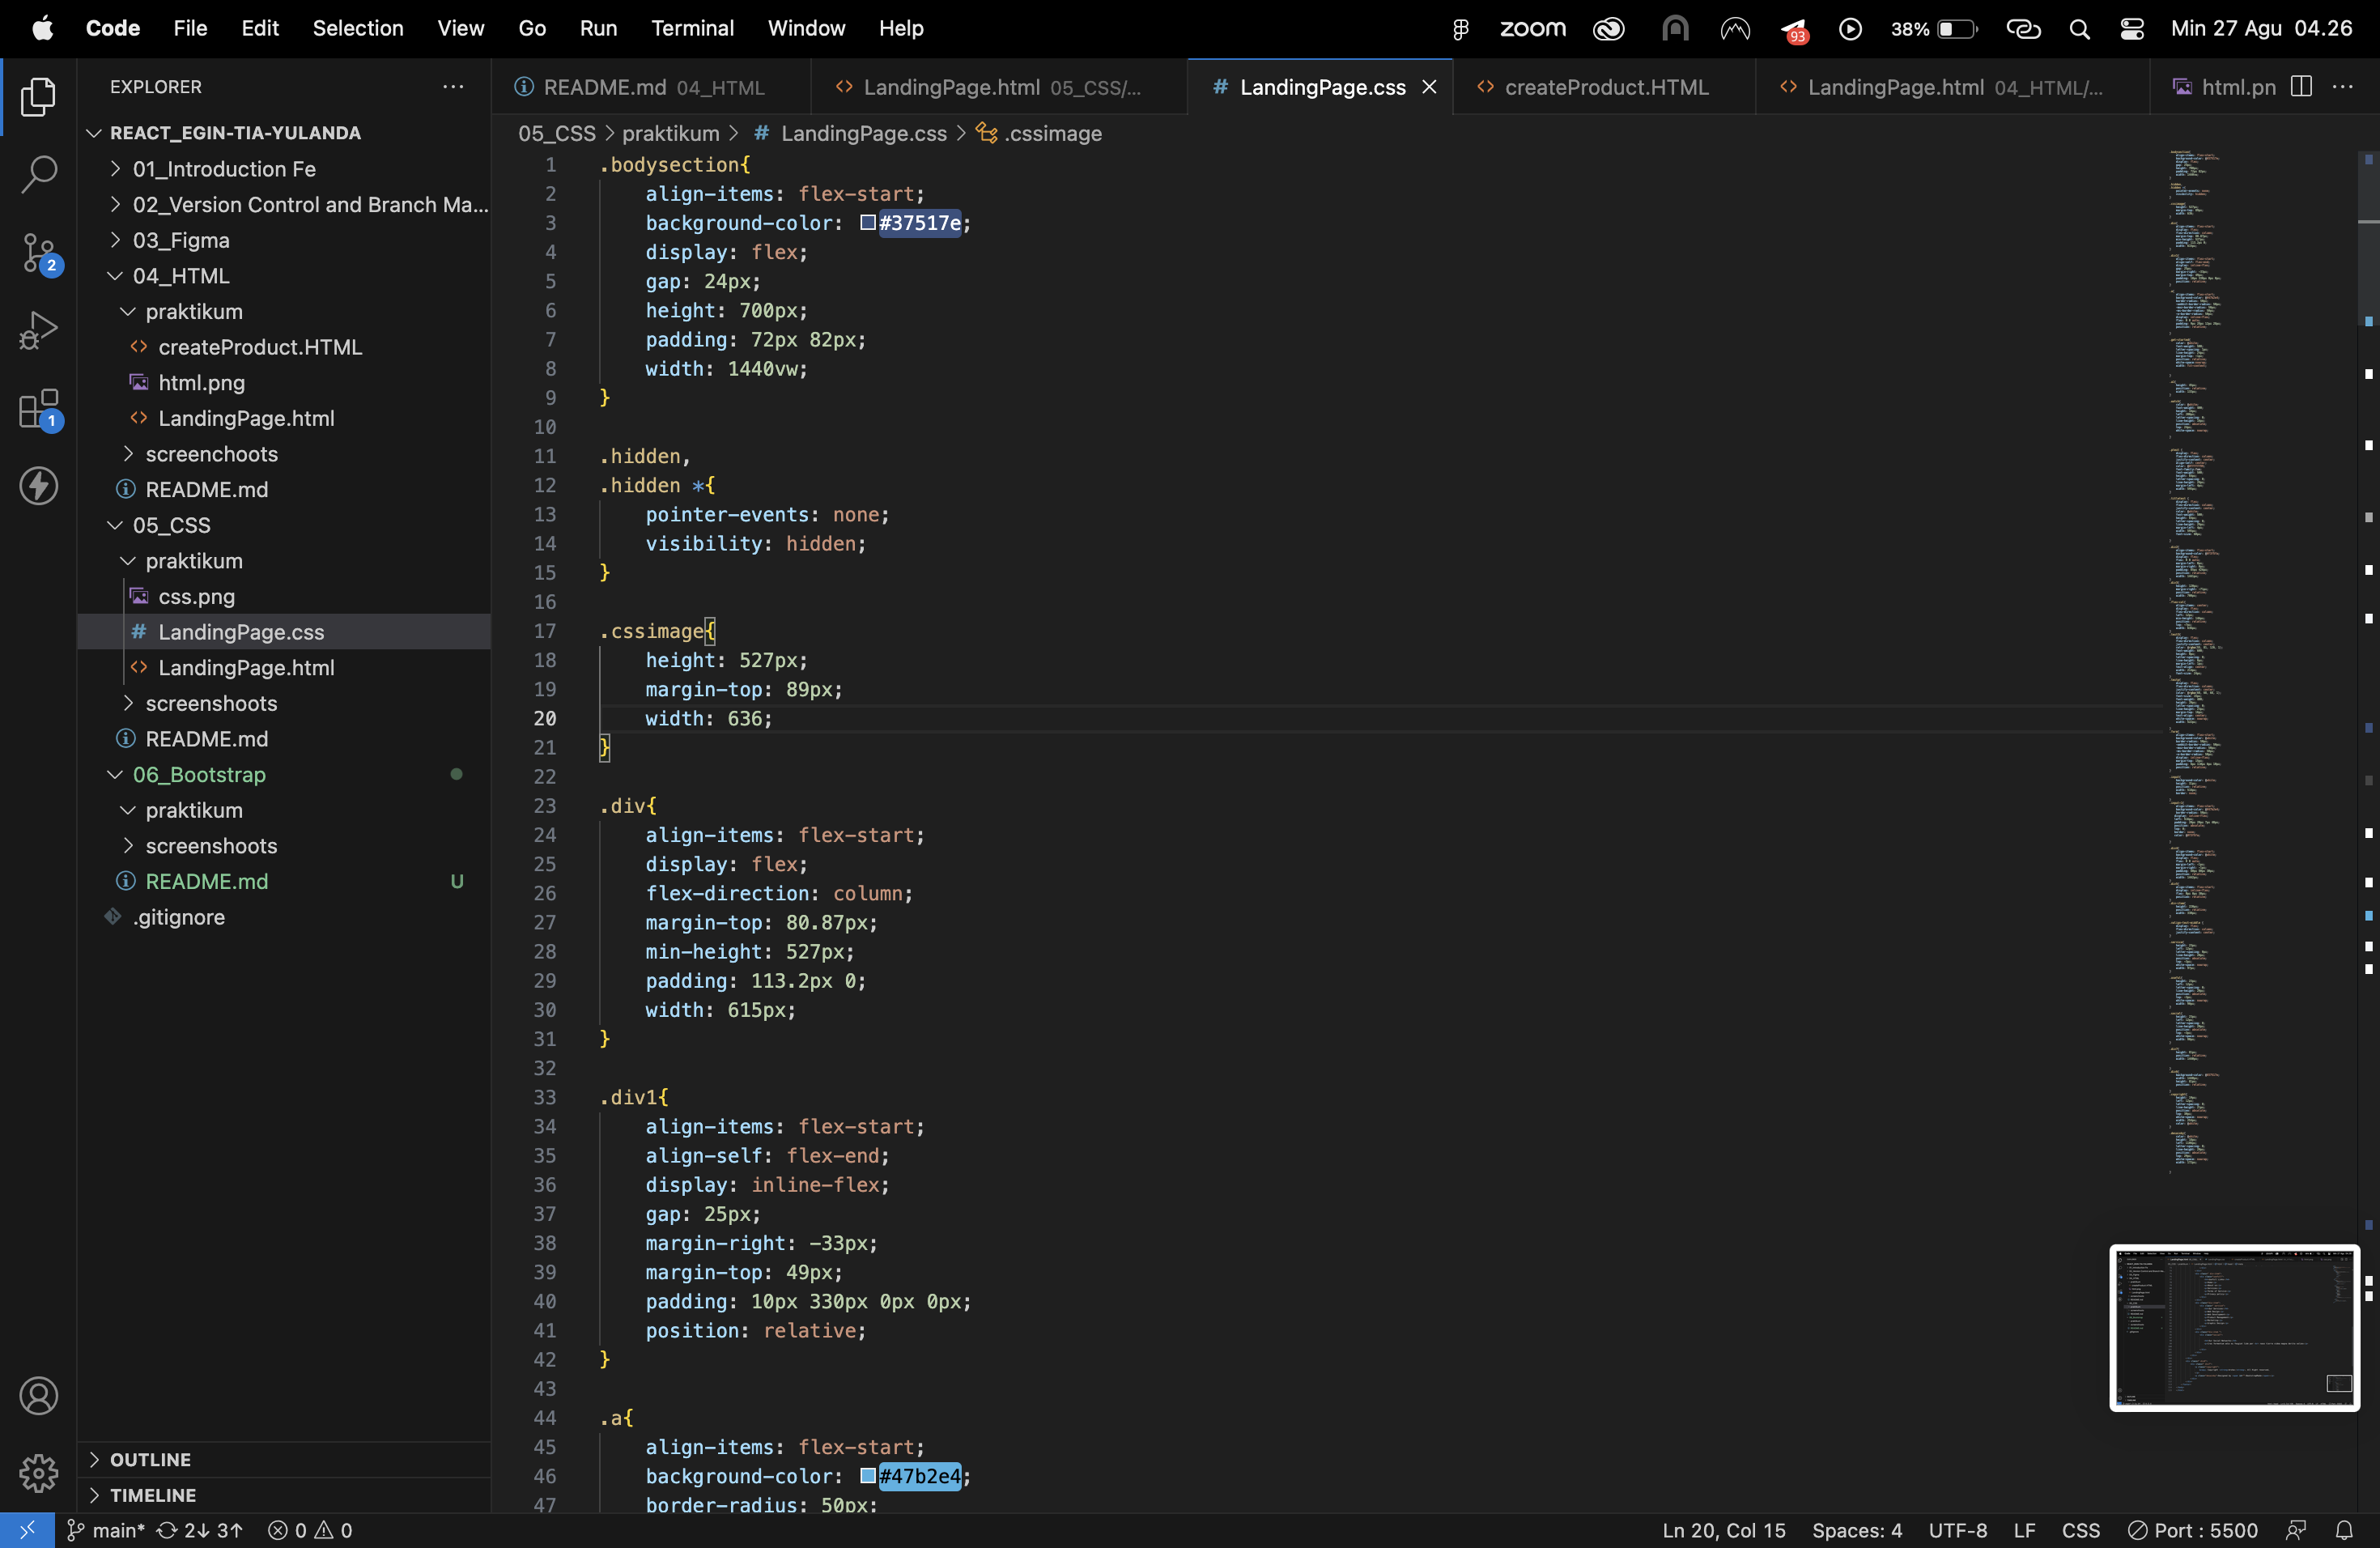 Code File Edit Selection View Go Run Terminal Window Help zoom 93 38% Min 27 Agu 04.26
EXPLORER
REACT_EGIN-TIA-YULANDA
01_Introduction Fe
02_Version Control and Branch Ma...
03_Figma
04_HTML
praktikum
createProduct.HTML
html.png
LandingPage.html
screenchoots
README.md
05_CSS
praktikum
css.png
LandingPage.css
LandingPage.html
screenshoots
README.md
06_Bootstrap
praktikum
screenshoots
README.md U
.gitignore
OUTLINE
TIMELINE
2
1
README.md 04_HTML LandingPage.html 05_CSS/... # LandingPage.css createProduct.HTML LandingPage.html 04_HTML/... html.pn
05_CSS > praktikum > # LandingPage.css > .cssimage
1 .bodysection{
2 align-items: flex-start;
3 background-color: #37517e;
4 display: flex;
5 gap: 24px;
6 height: 700px;
7 padding: 72px 82px;
8 width: 1440vw;
9 }
10
11 .hidden,
12 .hidden *{
13 pointer-events: none;
14 visibility: hidden;
15 }
16
17 .cssimage{
18 height: 527px;
19 margin-top: 89px;
20 width: 636;
21 }
22
23 .div{
24 align-items: flex-start;
25 display: flex;
26 flex-direction: column;
27 margin-top: 80.87px;
28 min-height: 527px;
29 padding: 113.2px 0;
30 width: 615px;
31 }
32
33 .div1{
34 align-items: flex-start;
35 align-self: flex-end;
36 display: inline-flex;
37 gap: 25px;
38 margin-right: -33px;
39 margin-top: 49px;
40 padding: 10px 330px 0px 0px;
41 position: relative;
42 }
43
44 .a{
45 align-items: flex-start;
46 background-color: #47b2e4;
47 border-radius: 50px;
main* 2↓ 3↑ 0 0 Ln 20, Col 15 Spaces: 4 UTF-8 LF CSS Port : 5500